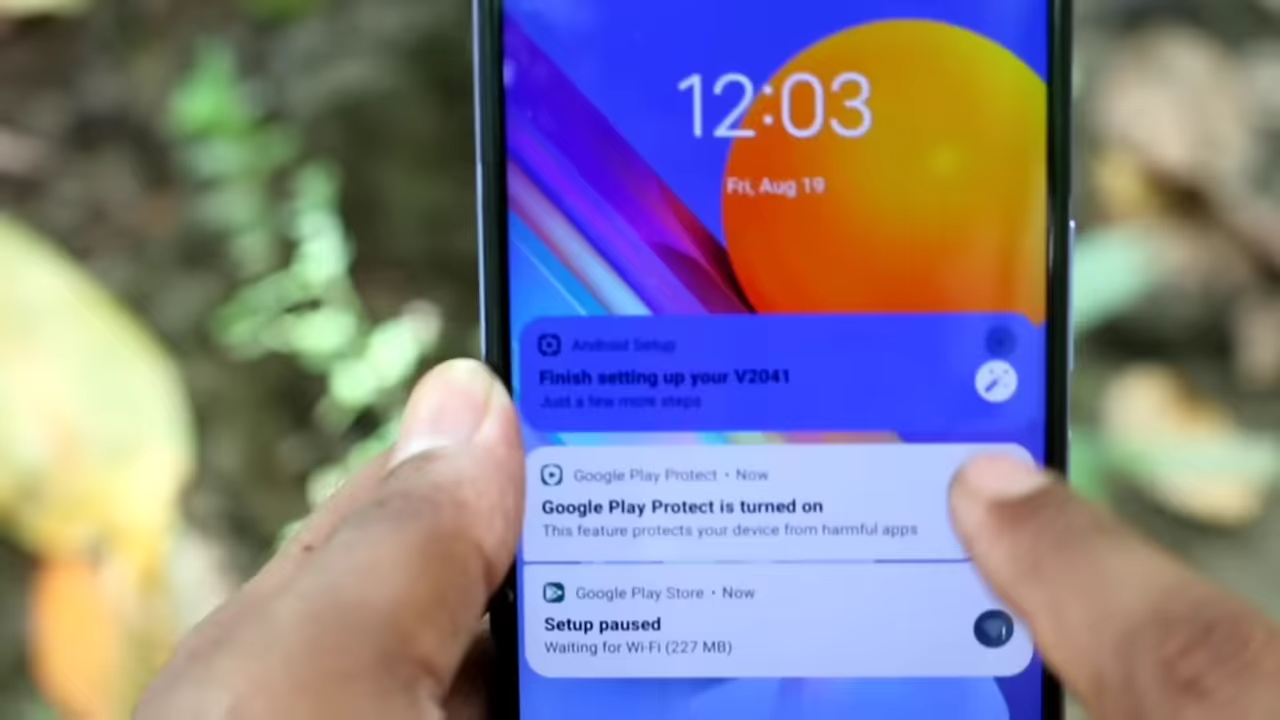 12:03
Fri, Aug 19
Android Setup
Finish setting up your V2041
Just a few more steps
Google Play Protect • Now
Google Play Protect is turned on
This feature protects your device from harmful apps
Google Play Store • Now
Setup paused
Waiting for Wi-Fi (227 MB)